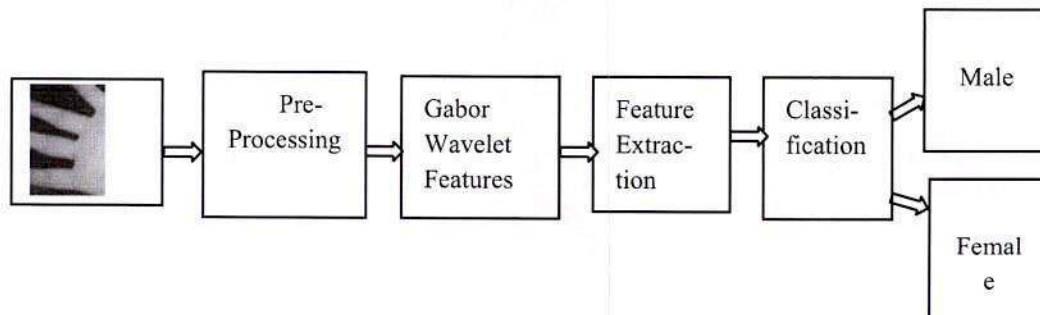 Pre-
Processing
Gabor
Wavelet
Features
Feature
Extrac-
tion
Classi-
fication
Male
Femal
e